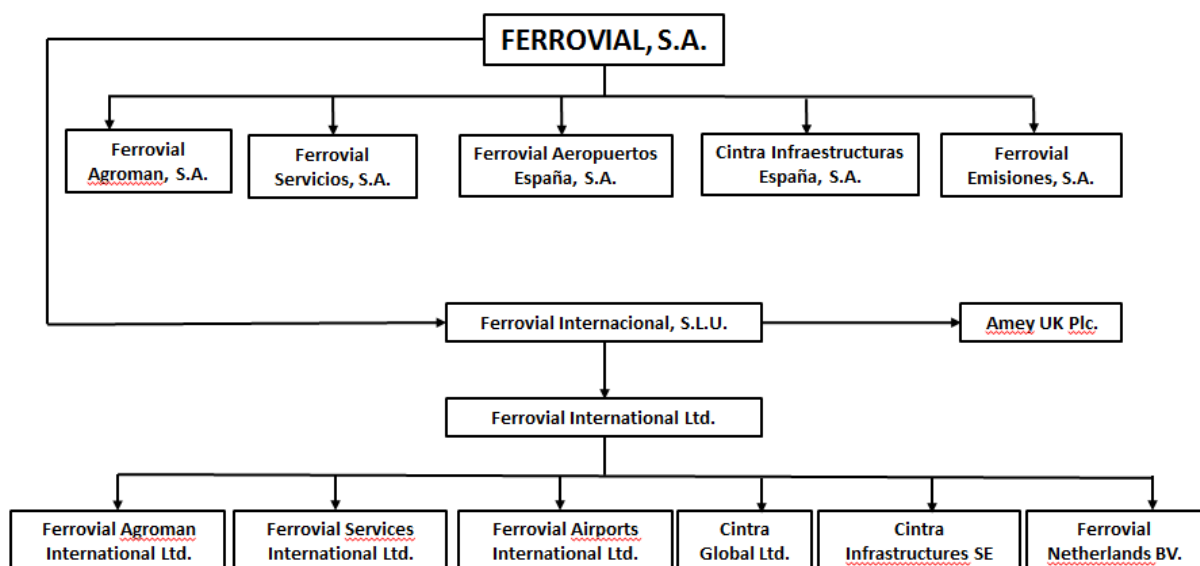 FERROVIAL, S.A.
Ferrovial
Agroman, S.A.
Ferrovial
Servicios, S.A.
Ferrovial Aeropuertos
España, S.A.
Cintra Infraestructuras
España, S.A.
Ferrovial
Emisiones, S.A.
Ferrovial Internacional, S.L.U.
Amey UK Plc.
Ferrovial International Ltd.
Ferrovial Agroman
International Ltd.
Ferrovial Services
International Ltd.
Ferrovial Airports
International Ltd.
Cintra
Global Ltd.
Cintra
Infrastructures SE
Ferrovial
Netherlands BV.